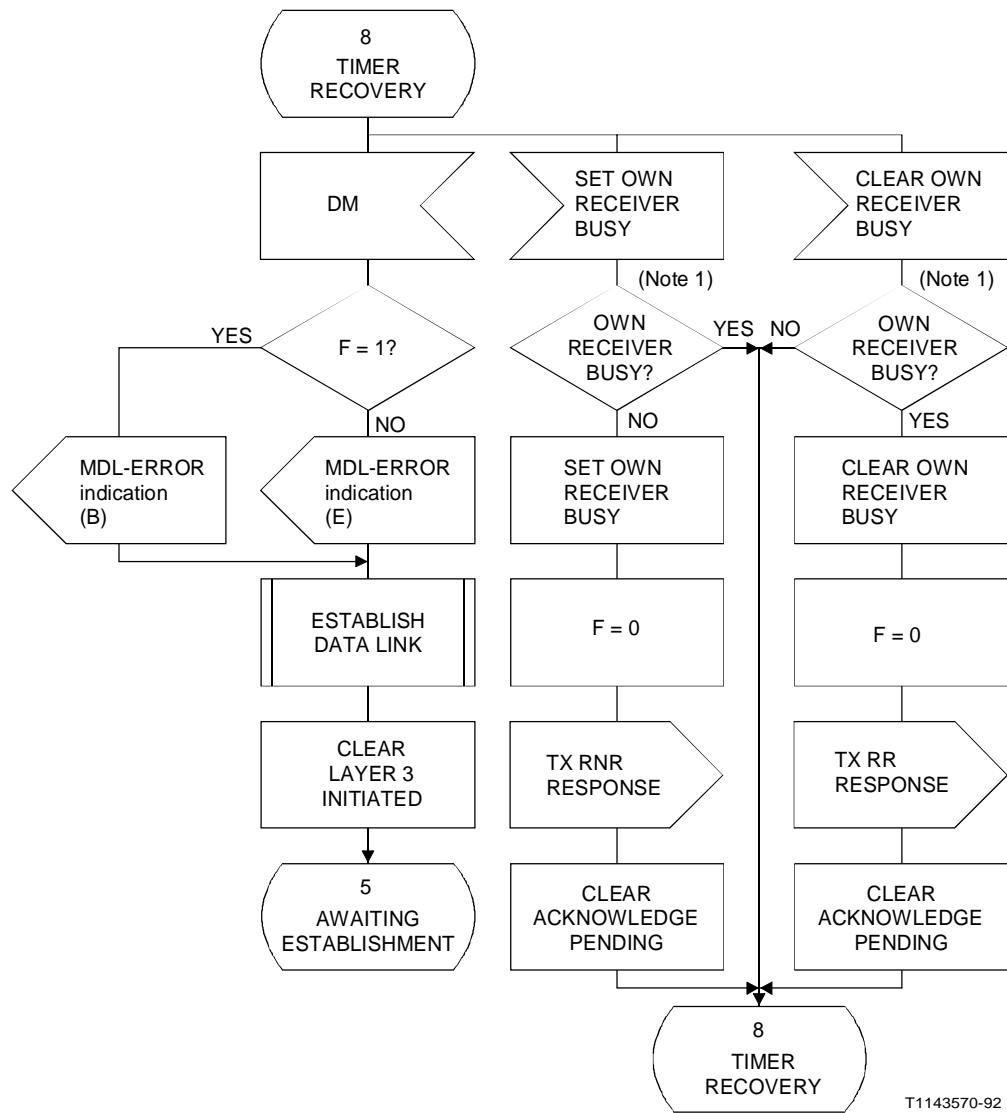 8
TIMER
RECOVERY
DM
SET OWN
RECEIVER
BUSY
CLEAR OWN
RECEIVER
BUSY
(Note 1)
(Note 1)
YES
F = 1?
NO
OWN
RECEIVER
BUSY?
YES
NO
NO
OWN
RECEIVER
BUSY?
YES
MDL-ERROR
indication
(B)
MDL-ERROR
indication
(E)
SET OWN
RECEIVER
BUSY
CLEAR OWN
RECEIVER
BUSY
ESTABLISH
DATA LINK
F = 0
F = 0
CLEAR
LAYER 3
INITIATED
TX RNR
RESPONSE
TX RR
RESPONSE
5
AWAITING
ESTABLISHMENT
CLEAR
ACKNOWLEDGE
PENDING
CLEAR
ACKNOWLEDGE
PENDING
8
TIMER
RECOVERY
T1143570-92